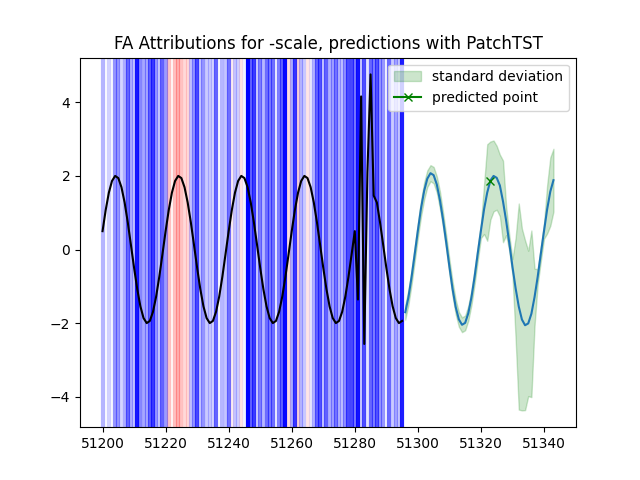 FA Attributions for -scale, predictions with PatchTST
standard deviation
predicted point
4
2
0
−2
−4
51200 51220 51240 51260 51280 51300 51320 51340